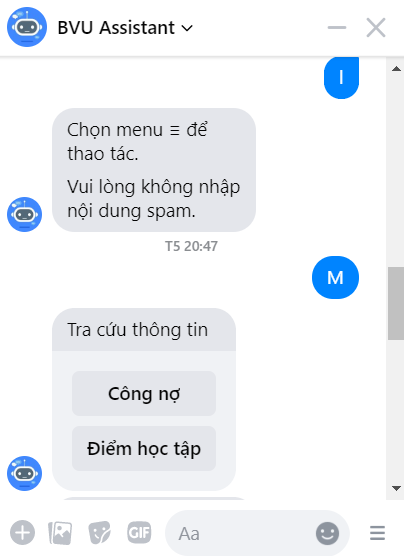 BVU Assistant
I
Chọn menu ≡ để
thao tác.
Vui lòng không nhập
nội dung spam.
T5 20:47
M
Tra cứu thông tin
Công nợ
Điểm học tập
GIF
Aa